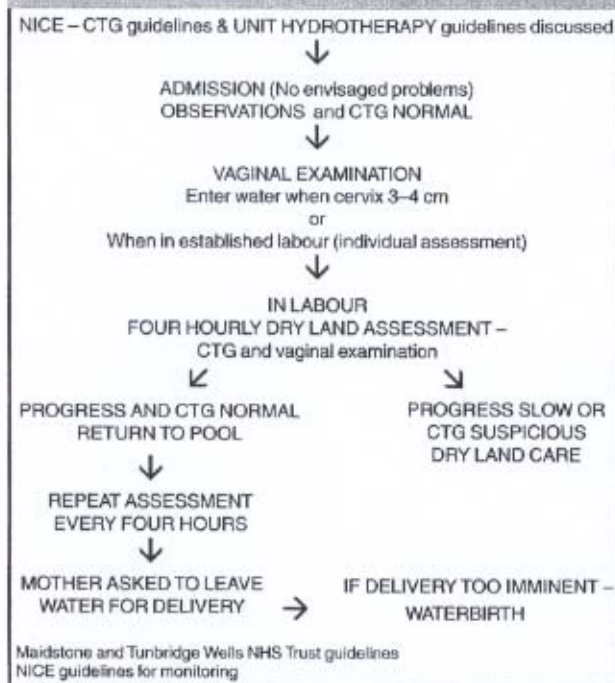 NICE – CTG guidelines & UNIT HYDROTHERAPY guidelines discussed
ADMISSION (No envisaged problems)
OBSERVATIONS and CTG NORMAL
VAGINAL EXAMINATION
Enter water when cervix 3–4 cm
or
When in established labour (individual assessment)
IN LABOUR
FOUR HOURLY DRY LAND ASSESSMENT –
CTG and vaginal examination
PROGRESS AND CTG NORMAL
RETURN TO POOL
PROGRESS SLOW OR
CTG SUSPICIOUS
DRY LAND CARE
REPEAT ASSESSMENT
EVERY FOUR HOURS
MOTHER ASKED TO LEAVE
WATER FOR DELIVERY
IF DELIVERY TOO IMMINENT –
WATERBIRTH
Maidstone and Tunbridge Wells NHS Trust guidelines
NICE guidelines for monitoring